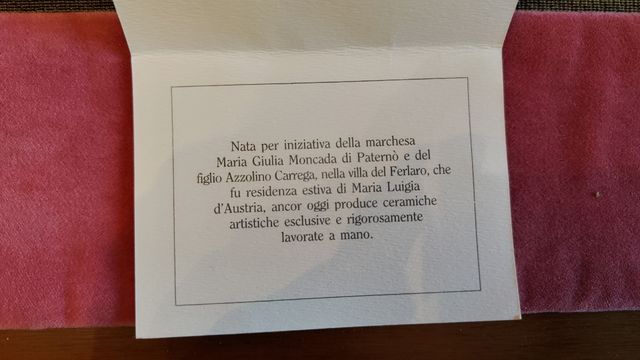 Nata per iniziativa della marchesa
Maria Giulia Moncada di Paternò e del
figlio Azzolino Carrega, nella villa del Ferlaro, che
fu residenza estiva di Maria Luigia
d'Austria, ancor oggi produce ceramiche
artistiche esclusive e rigorosamente
lavorate a mano.